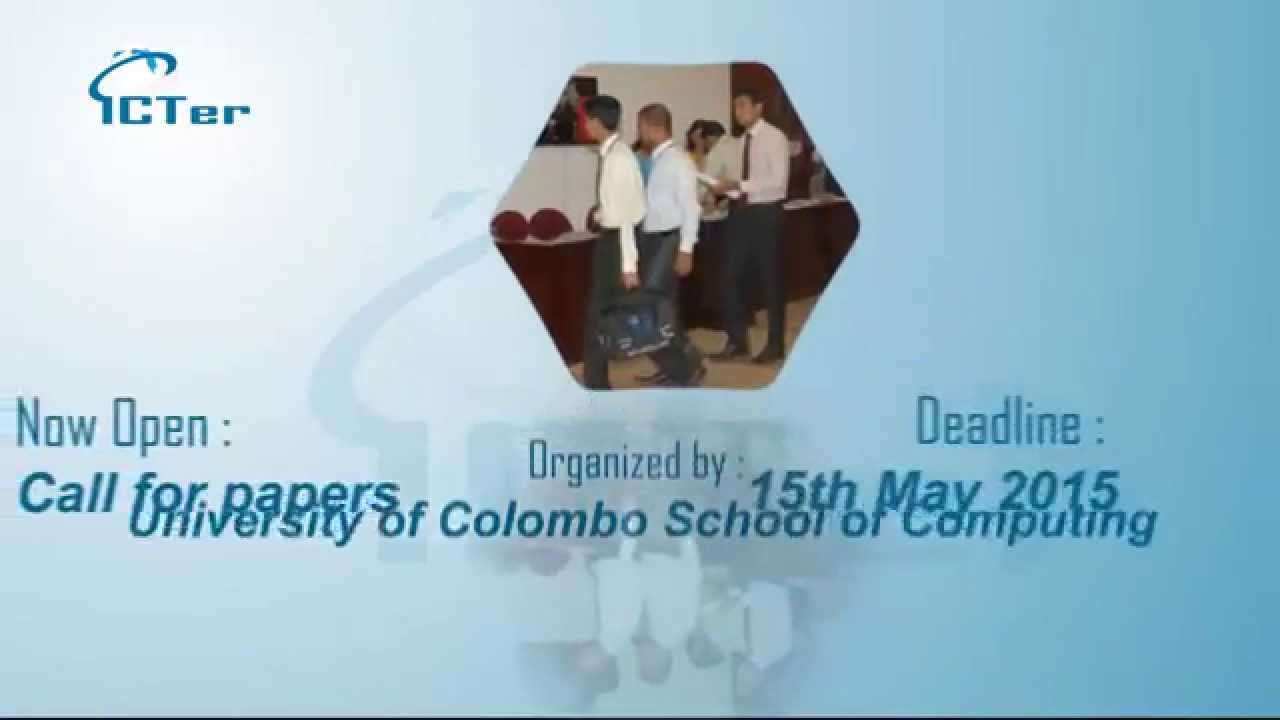 ICTer
Now Open :
Deadline :
Organized by :
Call for papers
15th May 2015
University of Colombo School of Computing